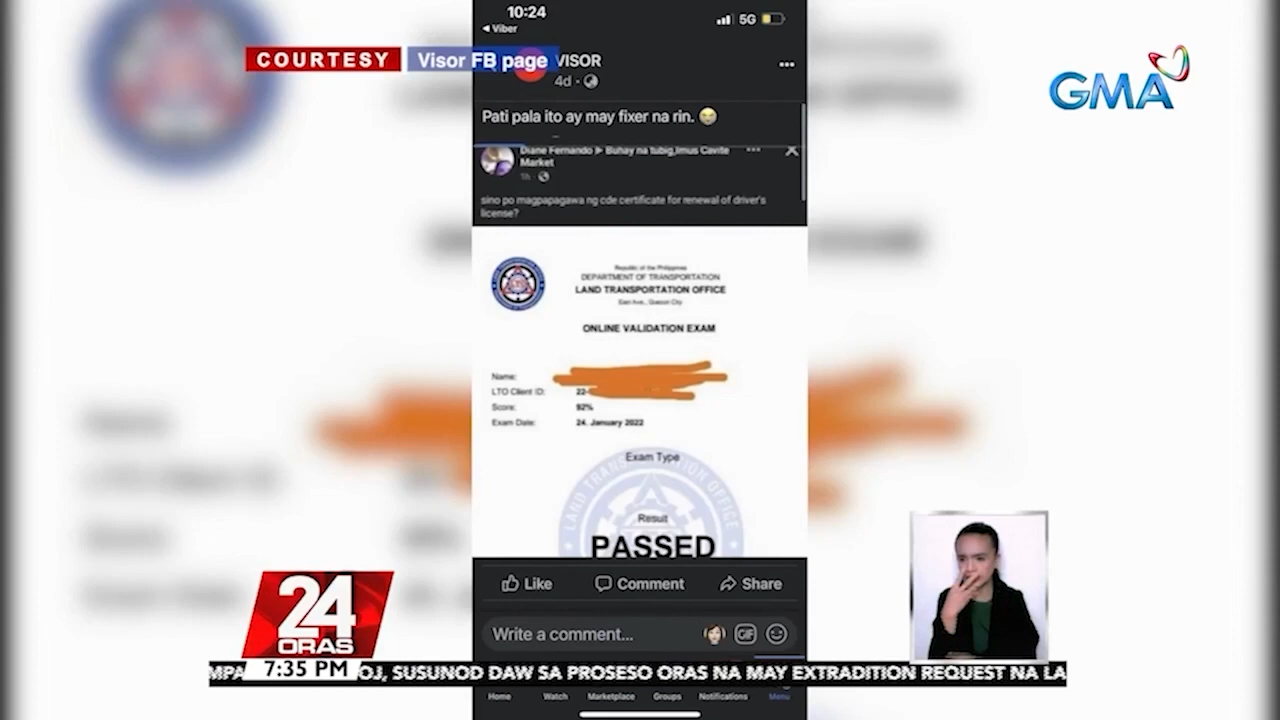 10:24
5G
Viber
COURTESY
Visor FB page
VISOR
4d
GMA
Pati pala ito ay may fixer na rin.
Diane Fernando ▶ Buhay na tubig,Imus Cavite
Market
1h
sino po magpapagawa ng cde certificate for renewal of driver's
license?
Republic of the Philippines
DEPARTMENT OF TRANSPORTATION
LAND TRANSPORTATION OFFICE
East Ave., Quezon City
ONLINE VALIDATION EXAM
Name:
LTO Client ID: 22-
Score: 92%
Exam Date: 24. January 2022
Exam Type
LAND TRANSPORTATION OFFICE
Result
PASSED
Like Comment Share
Write a comment...
GIF
24
ORAS
7:35 PM
OJ, SUSUNOD DAW SA PROSESO ORAS NA MAY EXTRADITION REQUEST NA LA
Home Watch Marketplace Groups Notifications Menu